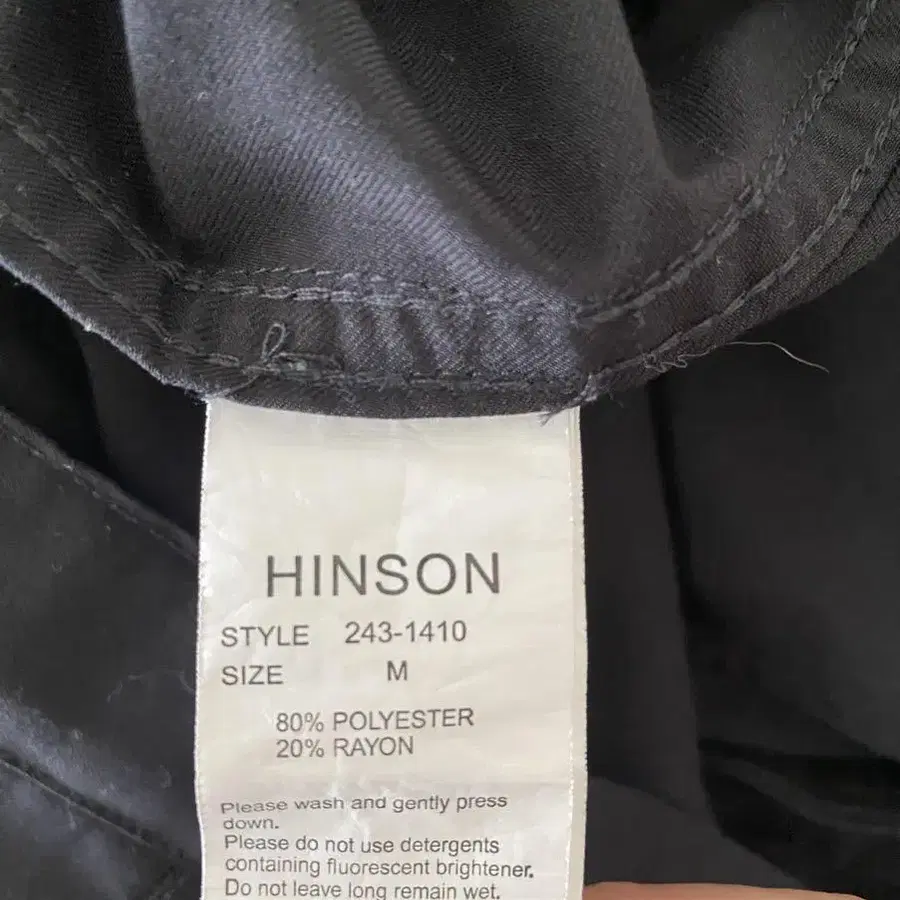 HINSON
STYLE 243-1410
SIZE M
80% POLYESTER
20% RAYON
Please wash and gently press
down.
Please do not use detergents
containing fluorescent brightener.
Do not leave long remain wet.